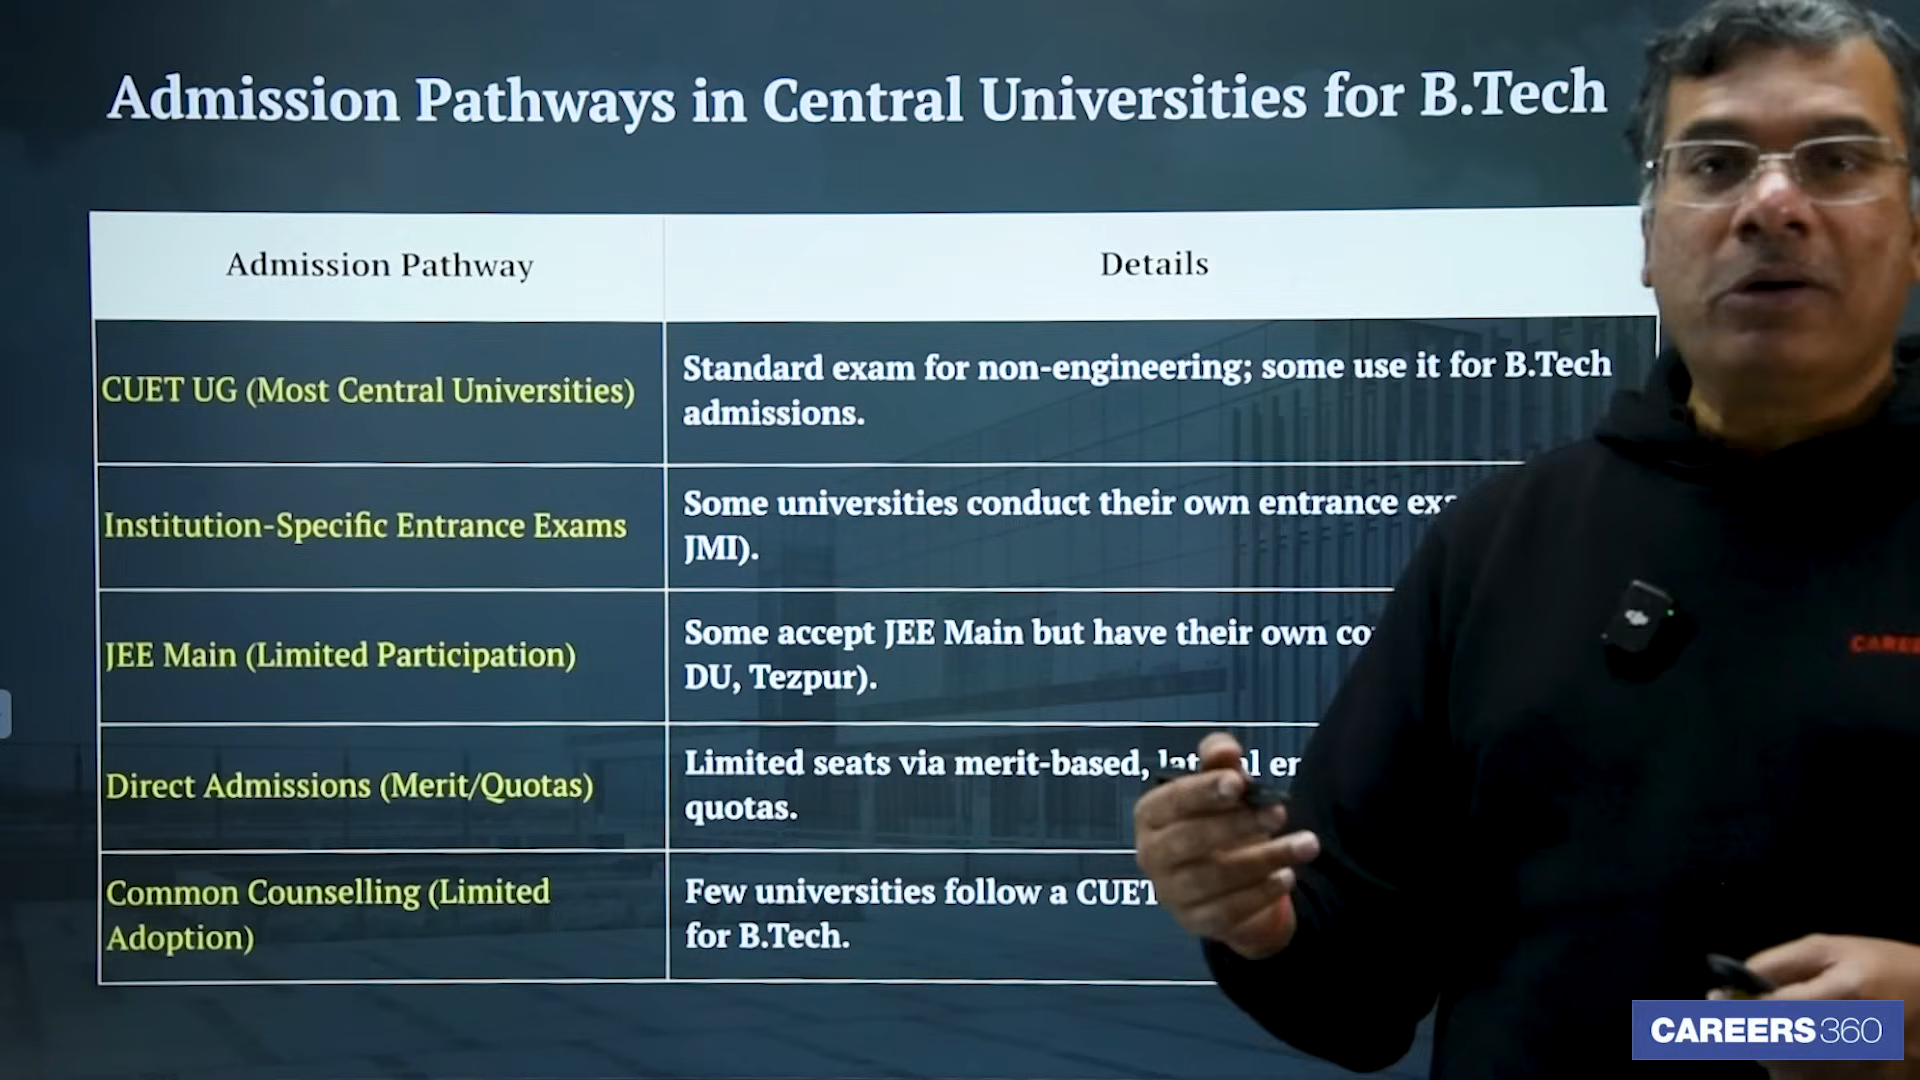 Admission Pathways in Central Universities for B.Tech
Admission Pathway
Details
CUET UG (Most Central Universities)
Standard exam for non-engineering; some use it for B.Tech
admissions.
Institution-Specific Entrance Exams
Some universities conduct their own entrance
JMI).
JEE Main (Limited Participation)
Some accept JEE Main but have their own
DU, Tezpur).
Direct Admissions (Merit/Quotas)
Limited seats via merit-based,
quotas.
Common Counselling (Limited
Adoption)
Few universities follow a CUET
for B.Tech.
CAREERS360